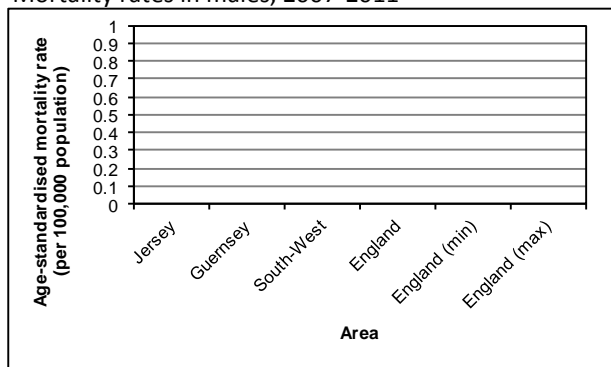 Mortality rates in males, 2007-2011
Age-standardised mortality rate
(per 100,000 population)
1
0.9
0.8
0.7
0.6
0.5
0.4
0.3
0.2
0.1
0
Jersey
Guernsey
South-West
England
England (min)
England (max)
Area